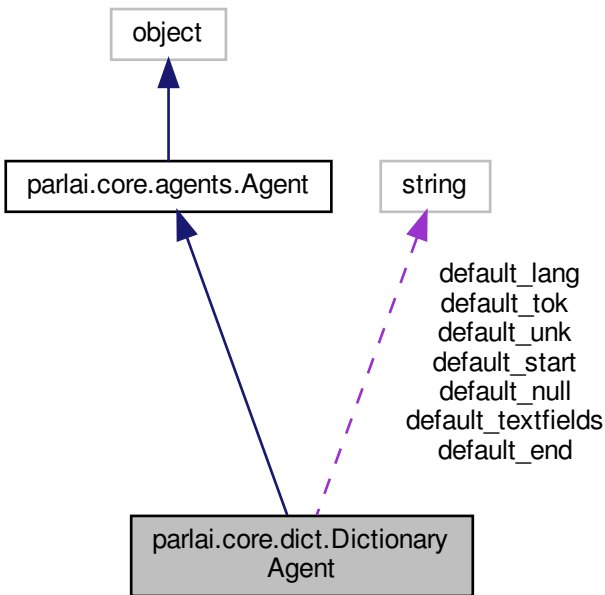 object
parlai.core.agents.Agent
string
default_lang
default_tok
default_unk
default_start
default_null
default_textfields
default_end
parlai.core.dict.Dictionary
Agent